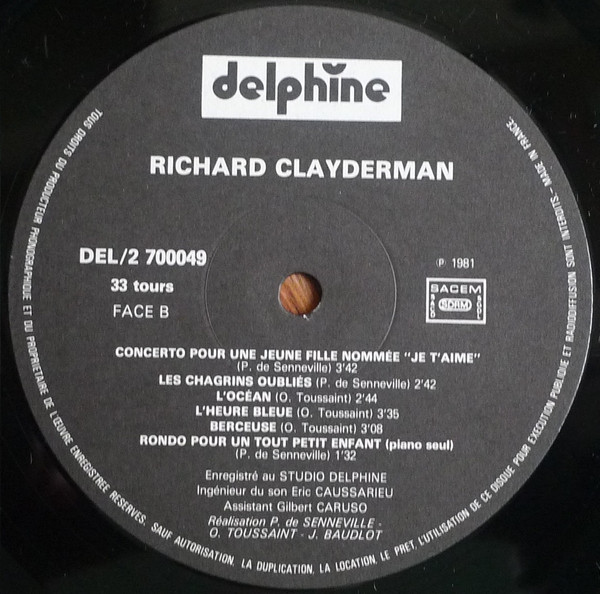 delphine
RICHARD CLAYDERMAN
DEL/2 700049
33 tours
FACE B
℗ 1981
SACEM
SACD
SDRM
SGDL
CONCERTO POUR UNE JEUNE FILLE NOMMÉE "JE T'AIME"
(P. de Senneville) 3'42
LES CHAGRINS OUBLIÉS (P. de Senneville) 2'42
L'OCÉAN (O. Toussaint) 2'44
L'HEURE BLEUE (O. Toussaint) 3'35
BERCEUSE (O. Toussaint) 3'08
RONDO POUR UN TOUT PETIT ENFANT (piano seul)
(P. de Senneville) 1'32
Enregistré au STUDIO DELPHINE
Ingénieur du son Eric CAUSSARIEU
Assistant Gilbert CARUSO
Réalisation P. de SENNEVILLE -
O. TOUSSAINT - J. BAUDLOT
TOUS DROITS DU PRODUCTEUR PHONOGRAPHIQUE ET DU PROPRIETAIRE DE L'ŒUVRE ENREGISTREE RESERVES. SAUF AUTORISATION, LA DUPLICATION, LA LOCATION, LE PRET, L'UTILISATION DE CE DISQUE POUR EXECUTION PUBLIQUE ET RADIODIFFUSION SONT INTERDITS. - MADE IN FRANCE.